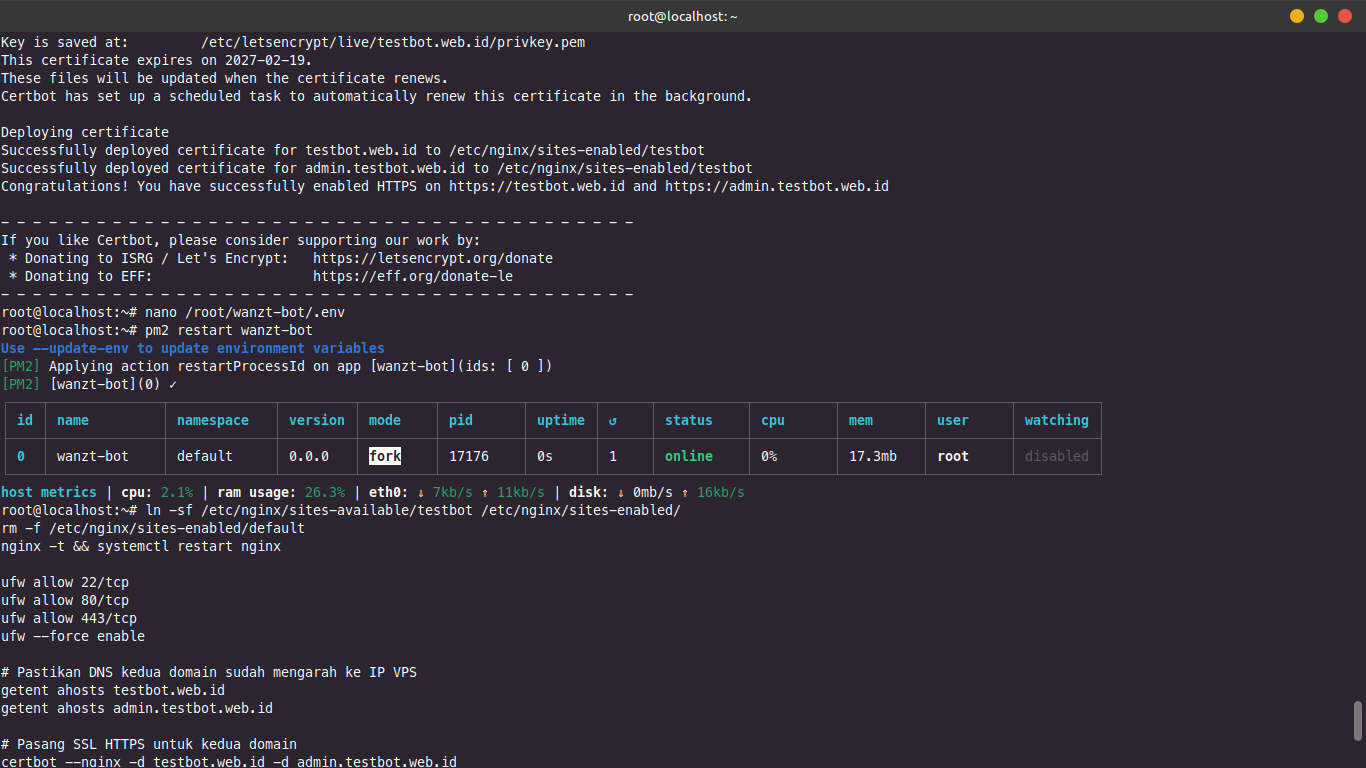 root@localhost: ~
Key is saved at:         /etc/letsencrypt/live/testbot.web.id/privkey.pem
This certificate expires on 2027-02-19.
These files will be updated when the certificate renews.
Certbot has set up a scheduled task to automatically renew this certificate in the background.
Deploying certificate
Successfully deployed certificate for testbot.web.id to /etc/nginx/sites-enabled/testbot
Successfully deployed certificate for admin.testbot.web.id to /etc/nginx/sites-enabled/testbot
Congratulations! You have successfully enabled HTTPS on https://testbot.web.id and https://admin.testbot.web.id
- - - - - - - - - - - - - - - - - - - - - - - - - - - - - - - - - - - - - - - -
If you like Certbot, please consider supporting our work by:
 * Donating to ISRG / Let's Encrypt:   https://letsencrypt.org/donate
 * Donating to EFF:                    https://eff.org/donate-le
- - - - - - - - - - - - - - - - - - - - - - - - - - - - - - - - - - - - - - - -
root@localhost:~# nano /root/wanzt-bot/.env
root@localhost:~# pm2 restart wanzt-bot
Use --update-env to update environment variables
[PM2] Applying action restartProcessId on app [wanzt-bot](ids: [ 0 ])
[PM2] [wanzt-bot](0) ✓
id name namespace version mode pid uptime ↺ status cpu mem user watching
0 wanzt-bot default 0.0.0 fork 17176 0s 1 online 0% 17.3mb root disabled
host metrics | cpu: 2.1% | ram usage: 26.3% | eth0: ⇓ 7kb/s ⇑ 11kb/s | disk: ⇓ 0mb/s ⇑ 16kb/s
root@localhost:~# ln -sf /etc/nginx/sites-available/testbot /etc/nginx/sites-enabled/
rm -f /etc/nginx/sites-enabled/default
nginx -t && systemctl restart nginx
ufw allow 22/tcp
ufw allow 80/tcp
ufw allow 443/tcp
ufw --force enable
# Pastikan DNS kedua domain sudah mengarah ke IP VPS
getent ahosts testbot.web.id
getent ahosts admin.testbot.web.id
# Pasang SSL HTTPS untuk kedua domain
certbot --nginx -d testbot.web.id -d admin.testbot.web.id